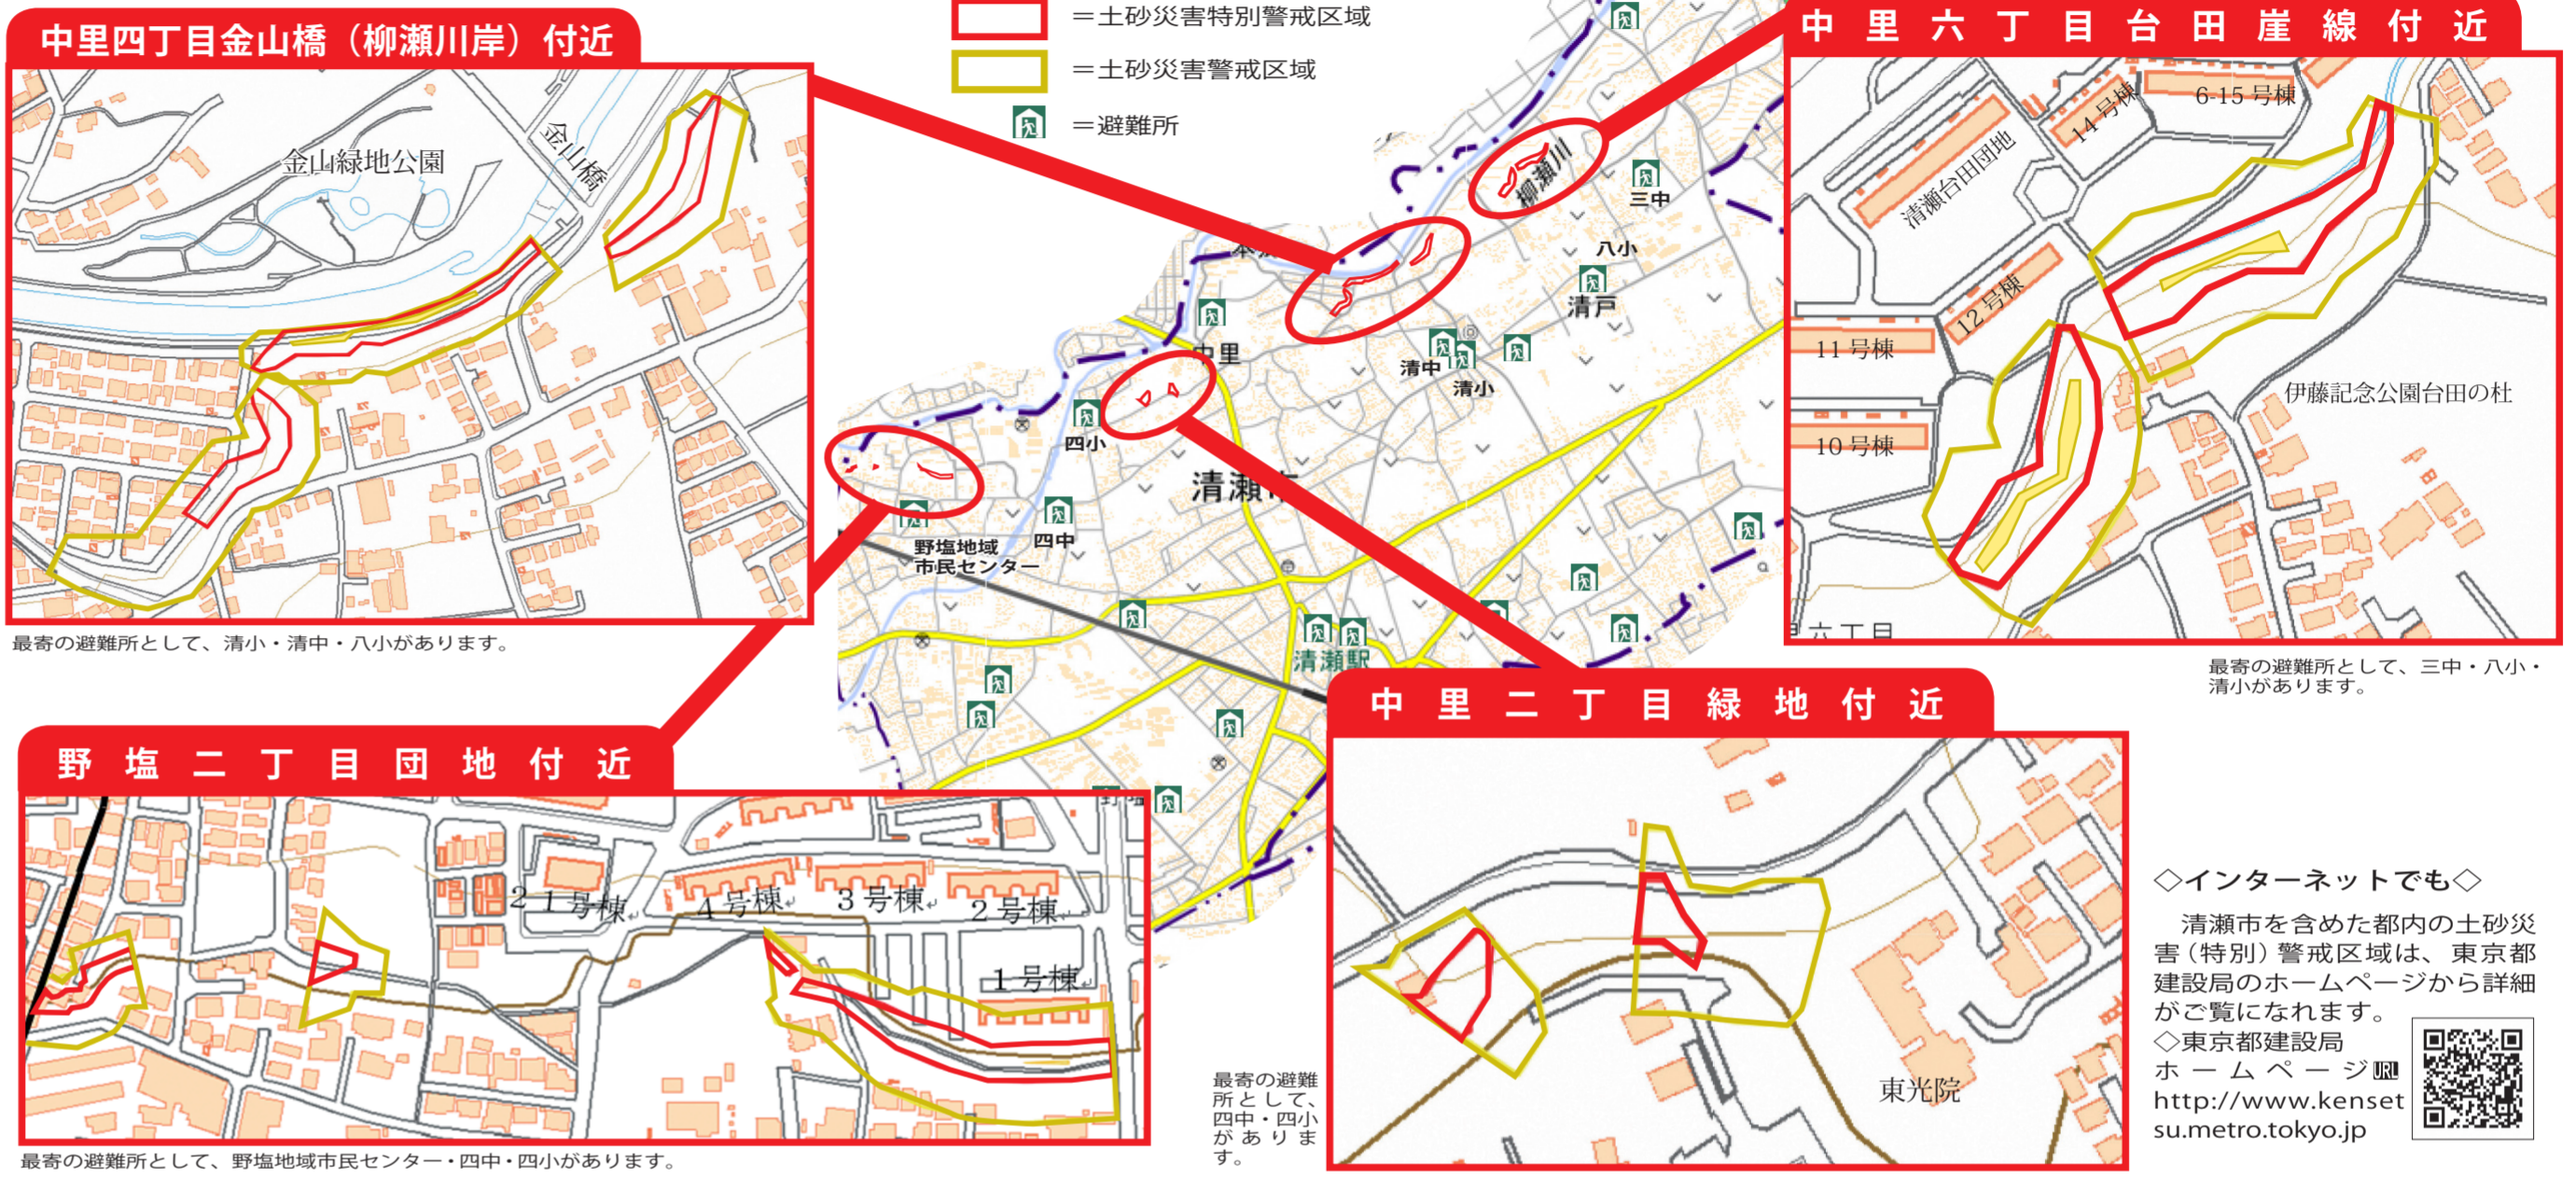 中里四丁目金山橋（柳瀬川岸）付近
金山緑地公園
金山橋
最寄の避難所として、清小・清中・八小があります。
＝土砂災害特別警戒区域
＝土砂災害警戒区域
＝避難所
柳瀬川
三中
八小
清戸
中里
清中
清小
四小
清瀬市
四中
野塩地域
市民センター
清瀬駅
中里六丁目台田崖線付近
6-15 号棟
14 号棟
清瀬台田団地
12 号棟
11 号棟
10 号棟
伊藤記念公園台田の杜
六丁目
最寄の避難所として、三中・八小・
清小があります。
野塩二丁目団地付近
21号棟
4号棟
3号棟
2号棟
1号棟
最寄の避難所として、野塩地域市民センター・四中・四小があります。
中里二丁目緑地付近
東光院
最寄の避難
所として、
四中・四小
がありま
す。
◇インターネットでも◇
清瀬市を含めた都内の土砂災
害（特別）警戒区域は、東京都
建設局のホームページから詳細
がご覧になれます。
◇東京都建設局
ホームページURL
http://www.kenset
su.metro.tokyo.jp